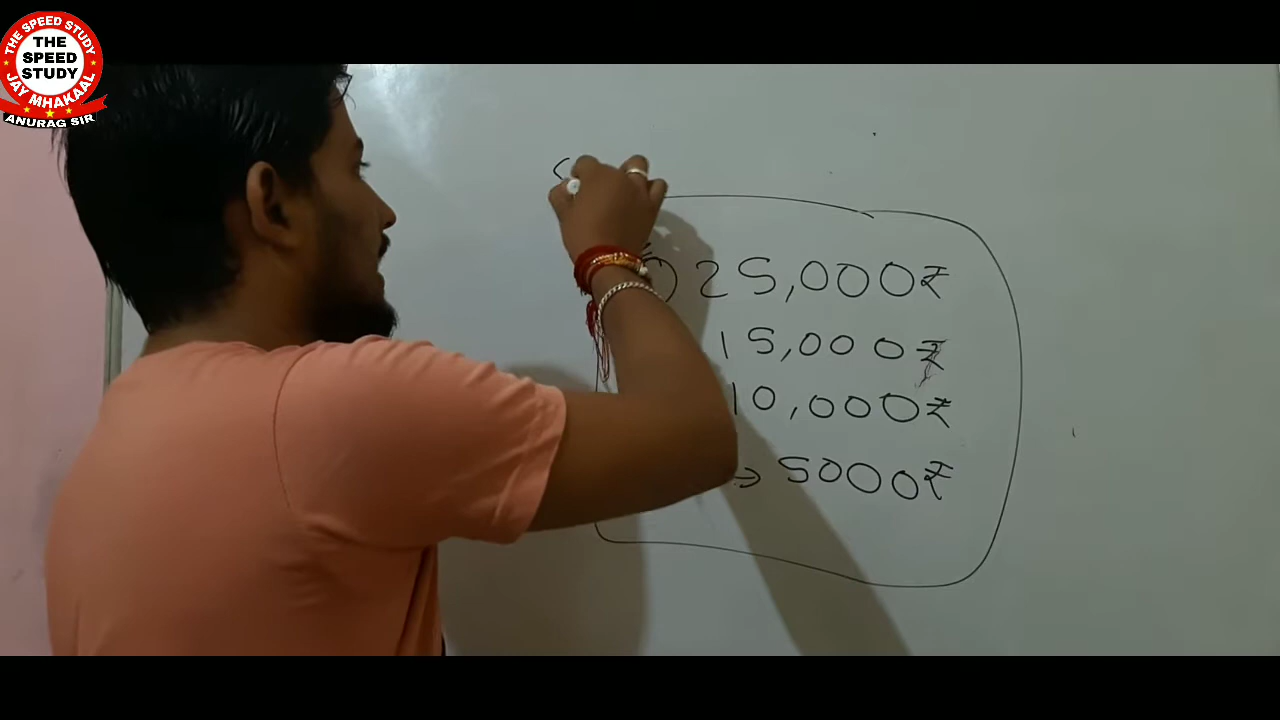 THE SPEED STUDY
THE
SPEED
STUDY
JAY MHAKAAL
ANURAG SIR
25,000₹
15,000₹
10,000₹
→ 5000₹